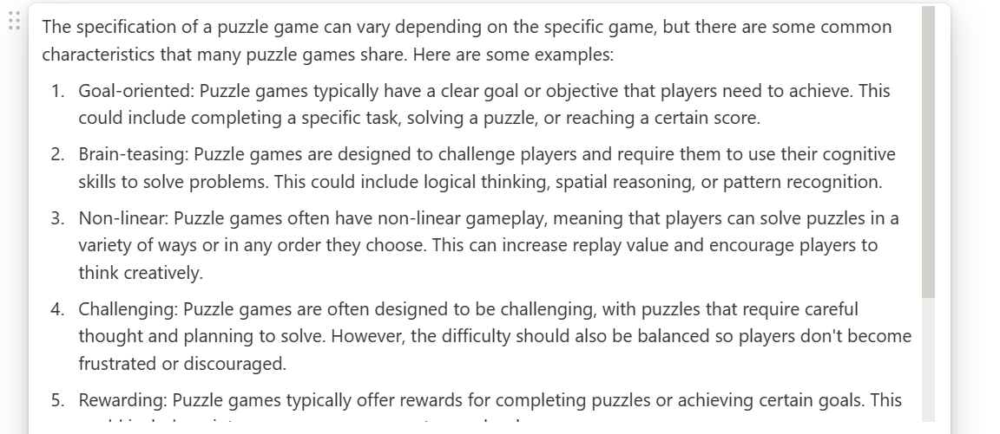 The specification of a puzzle game can vary depending on the specific game, but there are some common
characteristics that many puzzle games share. Here are some examples:
1. Goal-oriented: Puzzle games typically have a clear goal or objective that players need to achieve. This
could include completing a specific task, solving a puzzle, or reaching a certain score.
2. Brain-teasing: Puzzle games are designed to challenge players and require them to use their cognitive
skills to solve problems. This could include logical thinking, spatial reasoning, or pattern recognition.
3. Non-linear: Puzzle games often have non-linear gameplay, meaning that players can solve puzzles in a
variety of ways or in any order they choose. This can increase replay value and encourage players to
think creatively.
4. Challenging: Puzzle games are often designed to be challenging, with puzzles that require careful
thought and planning to solve. However, the difficulty should also be balanced so players don't become
frustrated or discouraged.
5. Rewarding: Puzzle games typically offer rewards for completing puzzles or achieving certain goals. This